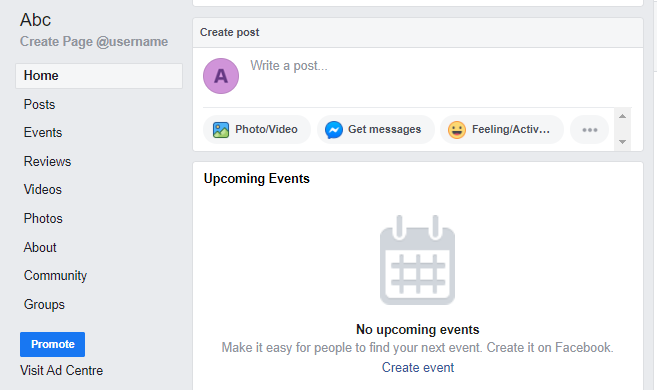 Abc
Create Page @username
Home
Posts
Events
Reviews
Videos
Photos
About
Community
Groups
Promote
Visit Ad Centre
Create post
A
Write a post...
Photo/Video
Get messages
Feeling/Activ...
Upcoming Events
No upcoming events
Make it easy for people to find your next event. Create it on Facebook.
Create event